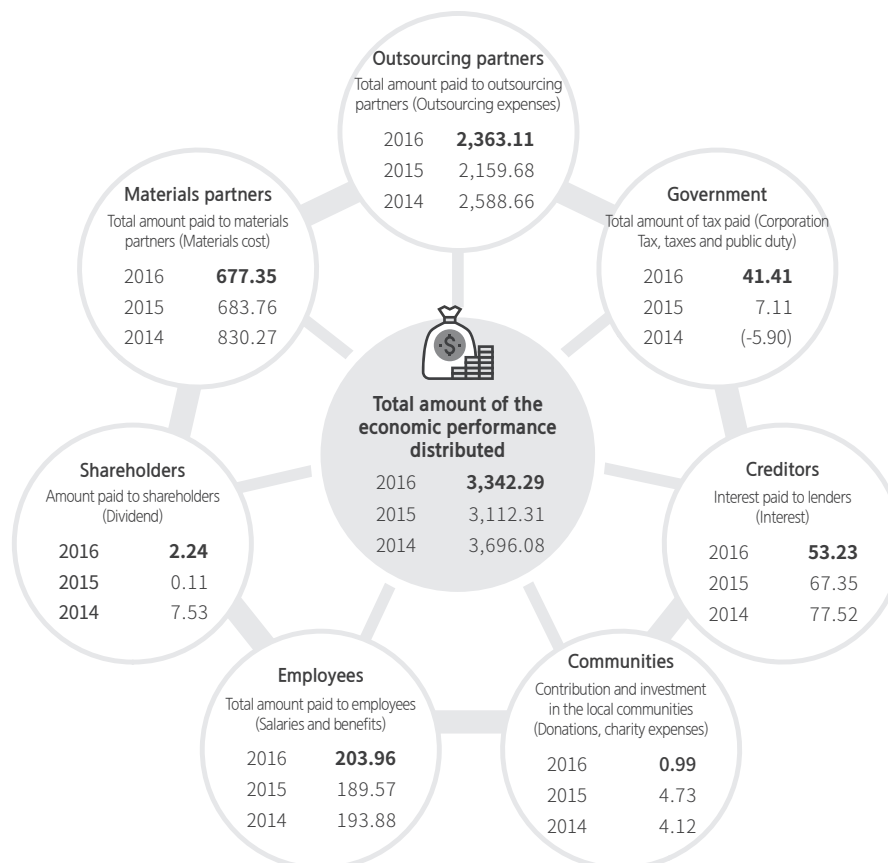 Outsourcing partners
Total amount paid to outsourcing
partners (Outsourcing expenses)
2016 2,363.11
2015 2,159.68
2014 2,588.66
Materials partners
Total amount paid to materials
partners (Materials cost)
2016 677.35
2015 683.76
2014 830.27
Government
Total amount of tax paid (Corporation
Tax, taxes and public duty)
2016 41.41
2015 7.11
2014 (-5.90)
$
Total amount of the
economic performance
distributed
2016 3,342.29
2015 3,112.31
2014 3,696.08
Shareholders
Amount paid to shareholders
(Dividend)
2016 2.24
2015 0.11
2014 7.53
Creditors
Interest paid to lenders
(Interest)
2016 53.23
2015 67.35
2014 77.52
Employees
Total amount paid to employees
(Salaries and benefits)
2016 203.96
2015 189.57
2014 193.88
Communities
Contribution and investment
in the local communities
(Donations, charity expenses)
2016 0.99
2015 4.73
2014 4.12